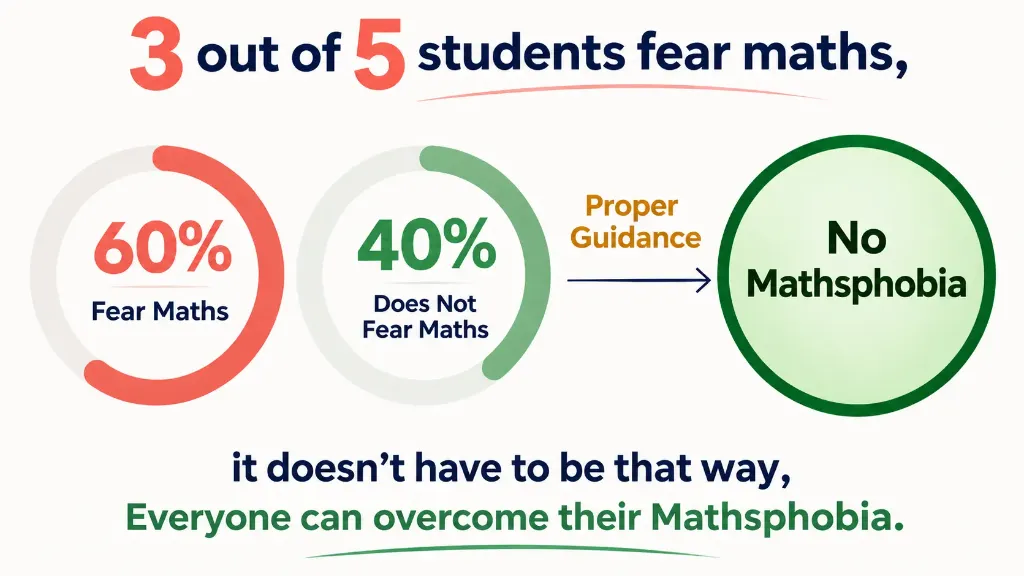 3 out of 5 students fear maths,
60%
Fear Maths
40%
Does Not
Fear Maths
Proper
Guidance
No
Mathsphobia
it doesn’t have to be that way,
Everyone can overcome their Mathsphobia.